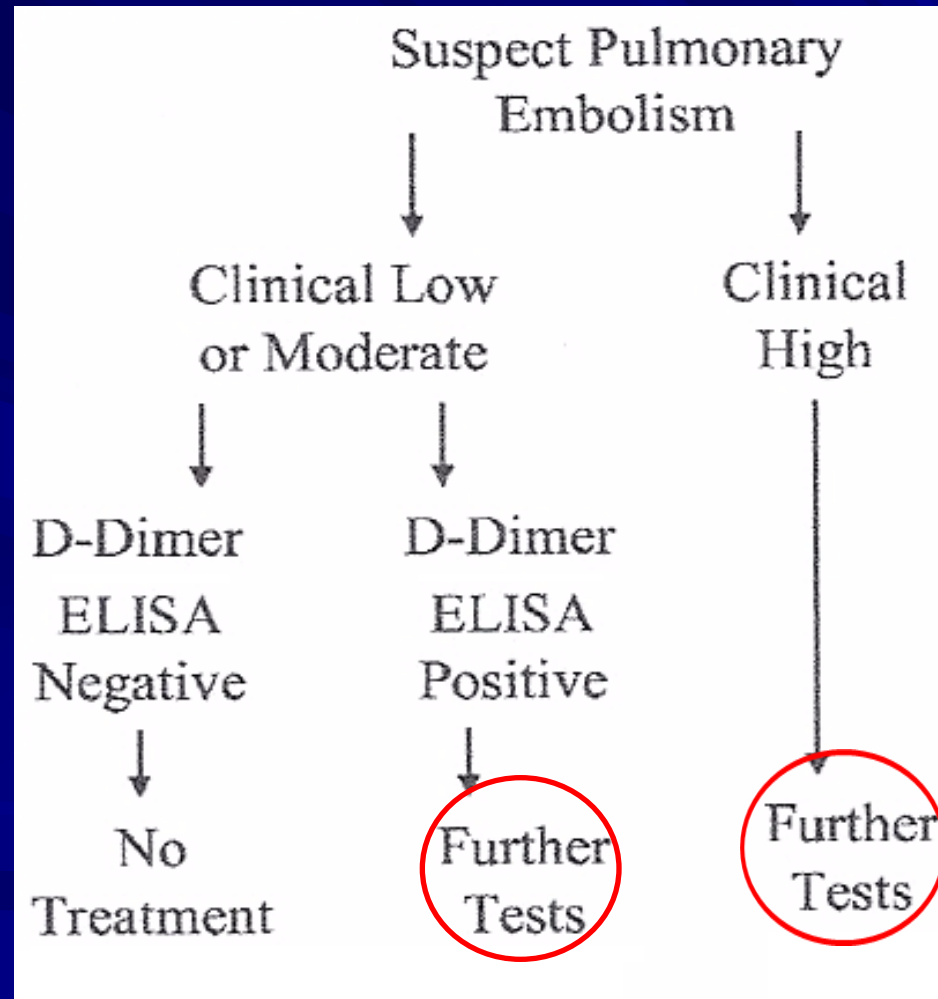 Suspect Pulmonary
Embolism
Clinical Low
or Moderate
Clinical
High
D-Dimer
ELISA
Negative
D-Dimer
ELISA
Positive
No
Treatment
Further
Tests
Further
Tests